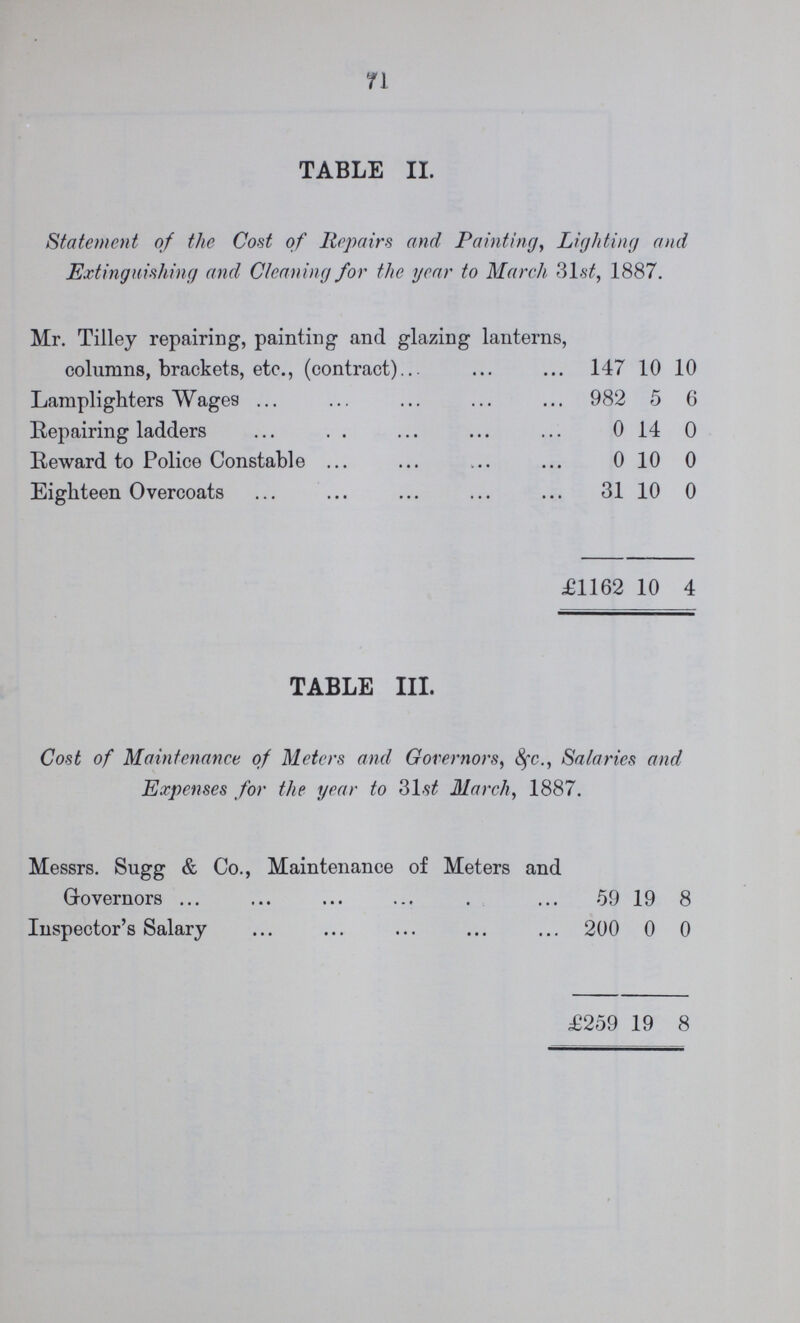 71
TABLE II.
Statement of the Cost of Repairs and Painting, Lighting and
Extinguishing and Cleaning for the year to March 31st, 1887.
Mr. Tilley repairing, painting and glazing lanterns,
columns, brackets, etc., (contract)... ... ... 147 10 10
Lamplighters Wages ... ... ... ... ... 982 5 6
Repairing ladders ... . . ... ... ... 0 14 0
Reward to Police Constable ... ... ... ... 0 10 0
Eighteen Overcoats ... ... ... ... ... 31 10 0
£1162 10 4
TABLE III.
Cost of Maintenance of Meters and Governors, &c., Salaries and
Expenses for the year to 31st March, 1887.
Messrs. Sugg & Co., Maintenance of Meters and
Governors ... ... ... ... . ... 59 19 8
Inspector's Salary ... ... ... ... ... 200 0 0
£259 19 8